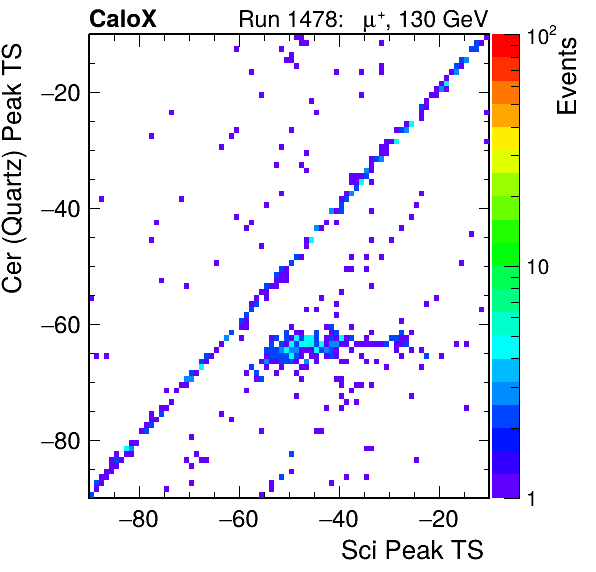 CaloX Run 1478: μ⁺, 130 GeV
Cer (Quartz) Peak TS
−20
−40
−60
−80
−80 −60 −40 −20
Sci Peak TS
10²
10
1
Events